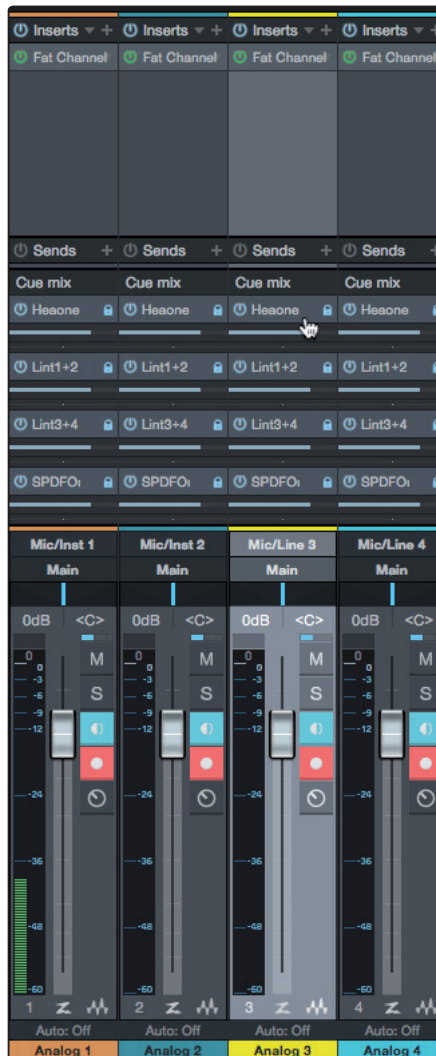 Inserts Inserts Inserts Inserts
Fat Channel Fat Channel Fat Channel Fat Channel
Sends Sends Sends Sends
Cue mix Cue mix Cue mix Cue mix
Heaone Heaone Heaone Heaone
Lint1+2 Lint1+2 Lint1+2 Lint1+2
Lint3+4 Lint3+4 Lint3+4 Lint3+4
SPDFOı SPDFOı SPDFOı SPDFOı
Mic/Inst 1 Mic/Inst 2 Mic/Line 3 Mic/Line 4
Main Main Main Main
0dB <C> 0dB <C> 0dB <C> 0dB <C>
0 M 0 M 0 M 0 M
0 0 0 0
-3 -3 -3 -3
-6 S -6 S -6 S -6 S
-9 -9 -9 -9
-12 -12 -12 -12
-24 -24 -24 -24
-36 -36 -36 -36
-48 -48 -48 -48
-60 -60 -60 -60
1 2 3 4
Auto: Off Auto: Off Auto: Off Auto: Off
Analog 1 Analog 2 Analog 3 Analog 4